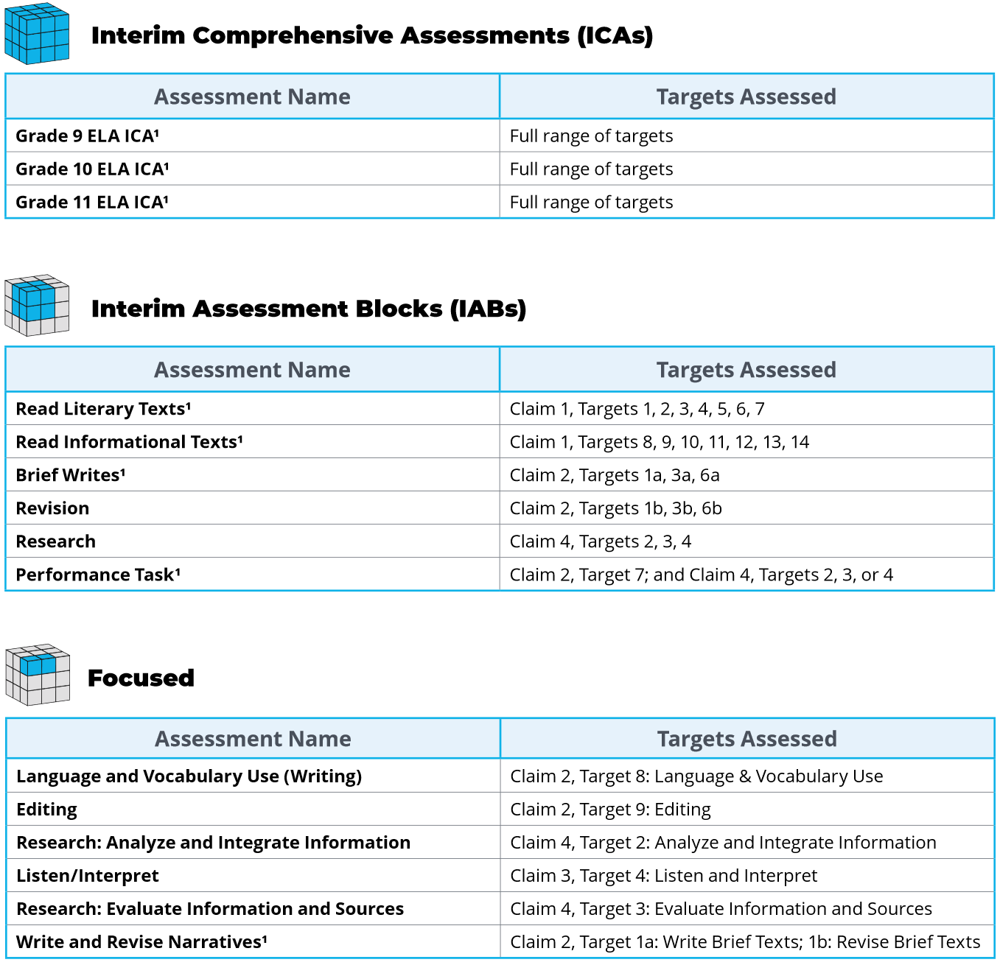 Interim Comprehensive Assessments (ICAs)
Assessment Name Targets Assessed
Grade 9 ELA ICA¹ Full range of targets
Grade 10 ELA ICA¹ Full range of targets
Grade 11 ELA ICA¹ Full range of targets
Interim Assessment Blocks (IABs)
Assessment Name Targets Assessed
Read Literary Texts¹ Claim 1, Targets 1, 2, 3, 4, 5, 6, 7
Read Informational Texts¹ Claim 1, Targets 8, 9, 10, 11, 12, 13, 14
Brief Writes¹ Claim 2, Targets 1a, 3a, 6a
Revision Claim 2, Targets 1b, 3b, 6b
Research Claim 4, Targets 2, 3, 4
Performance Task¹ Claim 2, Target 7; and Claim 4, Targets 2, 3, or 4
Focused
Assessment Name Targets Assessed
Language and Vocabulary Use (Writing) Claim 2, Target 8: Language & Vocabulary Use
Editing Claim 2, Target 9: Editing
Research: Analyze and Integrate Information Claim 4, Target 2: Analyze and Integrate Information
Listen/Interpret Claim 3, Target 4: Listen and Interpret
Research: Evaluate Information and Sources Claim 4, Target 3: Evaluate Information and Sources
Write and Revise Narratives¹ Claim 2, Target 1a: Write Brief Texts; 1b: Revise Brief Texts